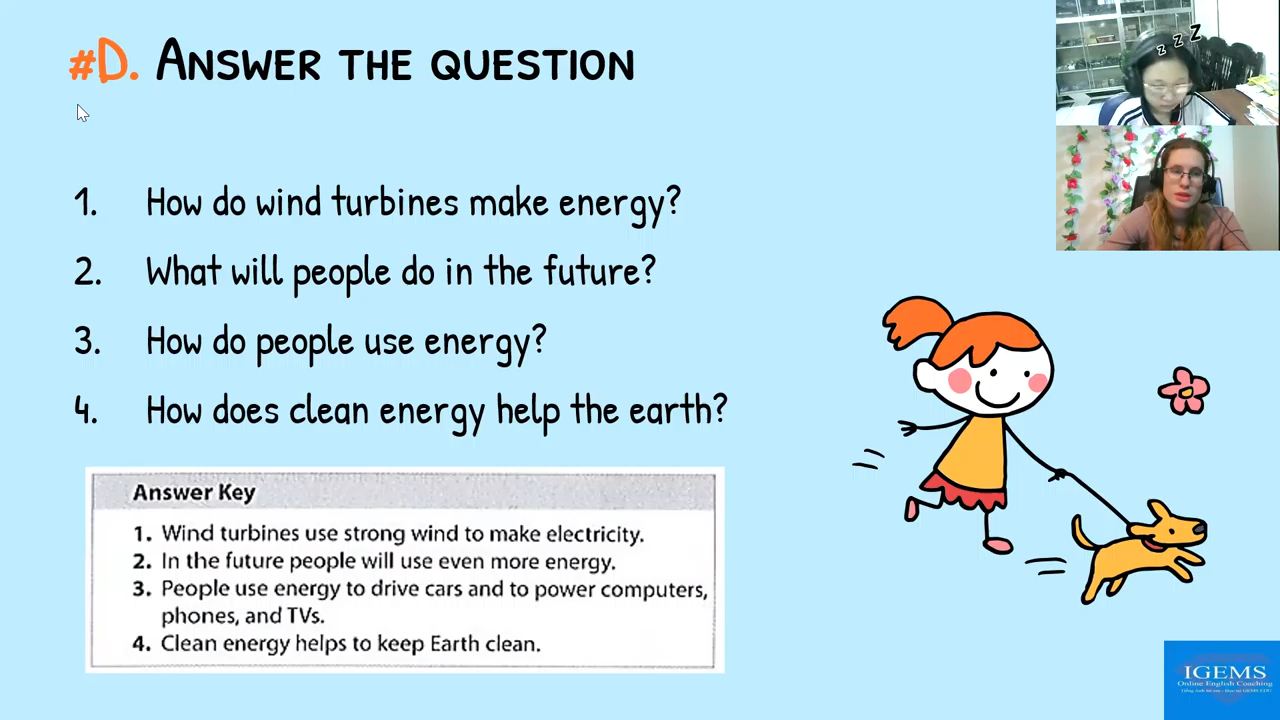 #D. ANSWER THE QUESTION
z z z
1. How do wind turbines make energy?
2. What will people do in the future?
3. How do people use energy?
4. How does clean energy help the earth?
Answer Key
1. Wind turbines use strong wind to make electricity.
2. In the future people will use even more energy.
3. People use energy to drive cars and to power computers,
phones, and TVs.
4. Clean energy helps to keep Earth clean.
IGEMS
Online English Coaching